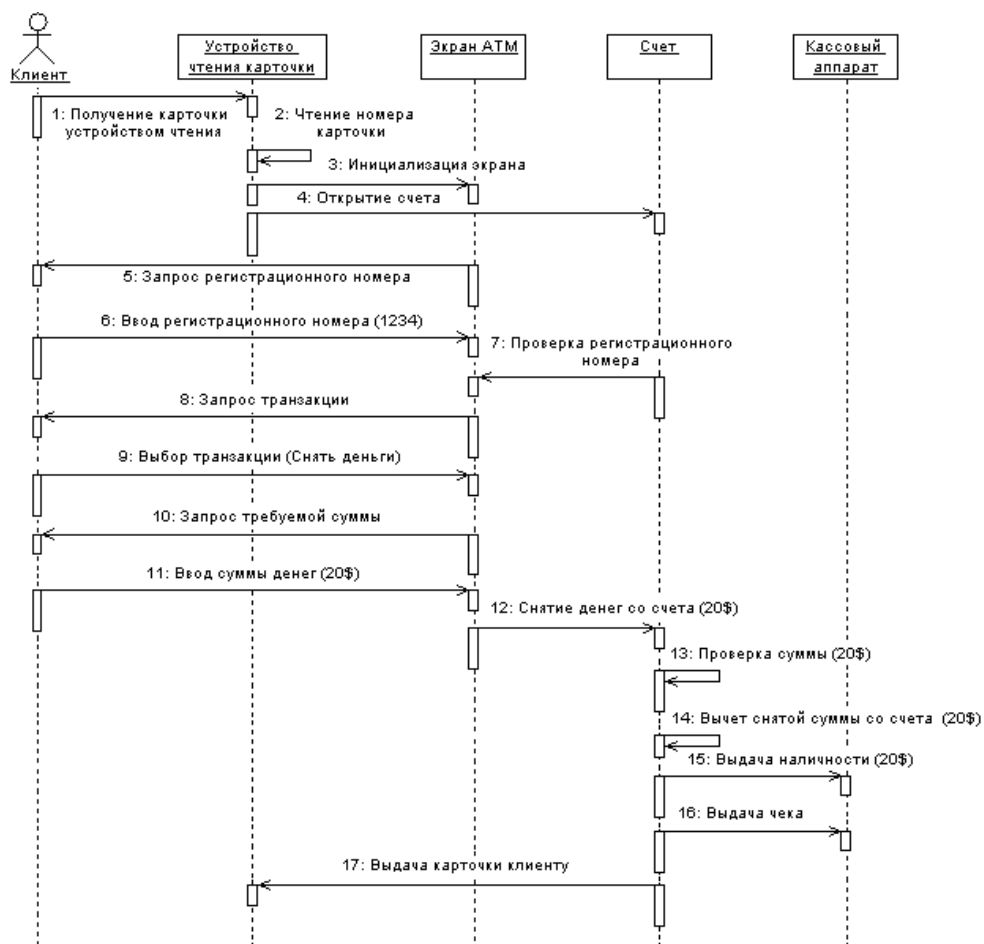 Клиент
Устройство
чтения карточки
Экран АТМ
Счет
Кассовый
аппарат
1: Получение карточки
устройством чтения
2: Чтение номера
карточки
3: Инициализация экрана
4: Открытие счета
5: Запрос регистрационного номера
6: Ввод регистрационного номера (1234)
7: Проверка регистрационного
номера
8: Запрос транзакции
9: Выбор транзакции (Снять деньги)
10: Запрос требуемой суммы
11: Ввод суммы денег (20$)
12: Снятие денег со счета (20$)
13: Проверка суммы (20$)
14: Вычет снятой суммы со счета (20$)
15: Выдача наличности (20$)
16: Выдача чека
17: Выдача карточки клиенту